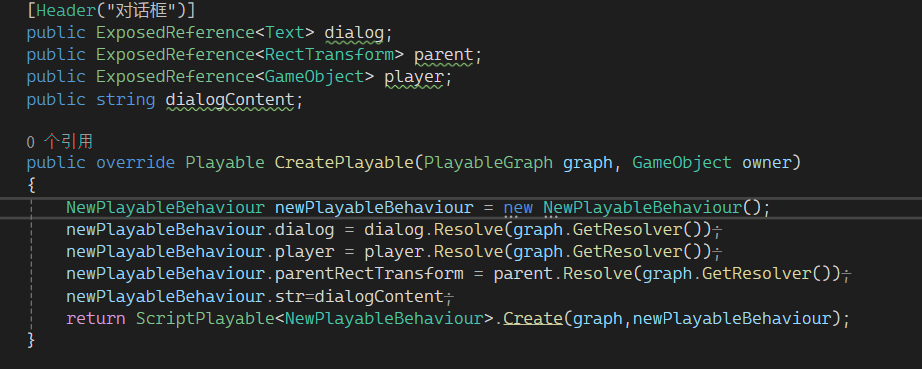 [Header("对话框")]
public ExposedReference<Text> dialog;
public ExposedReference<RectTransform> parent;
public ExposedReference<GameObject> player;
public string dialogContent;
0 个引用
public override Playable CreatePlayable(PlayableGraph graph, GameObject owner)
{
NewPlayableBehaviour newPlayableBehaviour = new NewPlayableBehaviour();
newPlayableBehaviour.dialog = dialog.Resolve(graph.GetResolver());
newPlayableBehaviour.player = player.Resolve(graph.GetResolver());
newPlayableBehaviour.parentRectTransform = parent.Resolve(graph.GetResolver());
newPlayableBehaviour.str=dialogContent;
return ScriptPlayable<NewPlayableBehaviour>.Create(graph,newPlayableBehaviour);
}